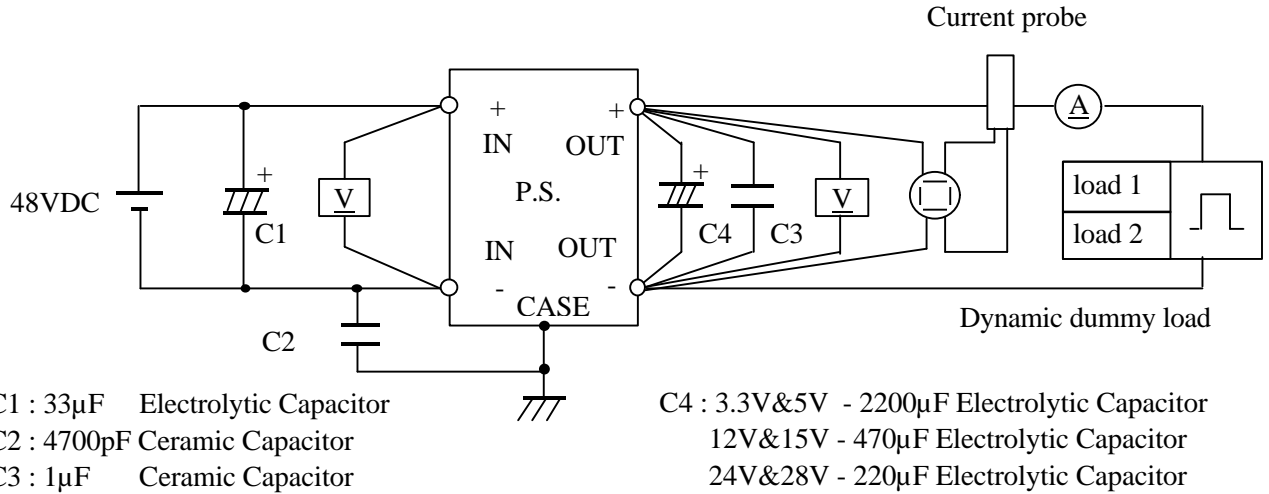 Current probe
+ +
IN OUT
A
48VDC
+
V
C1
P.S.
+
C4
C3
V
load 1
load 2
IN OUT
- -
CASE
C2
Dynamic dummy load
C1 : 33µF Electrolytic Capacitor
C2 : 4700pF Ceramic Capacitor
C3 : 1µF Ceramic Capacitor
C4 : 3.3V&5V - 2200µF Electrolytic Capacitor
12V&15V - 470µF Electrolytic Capacitor
24V&28V - 220µF Electrolytic Capacitor